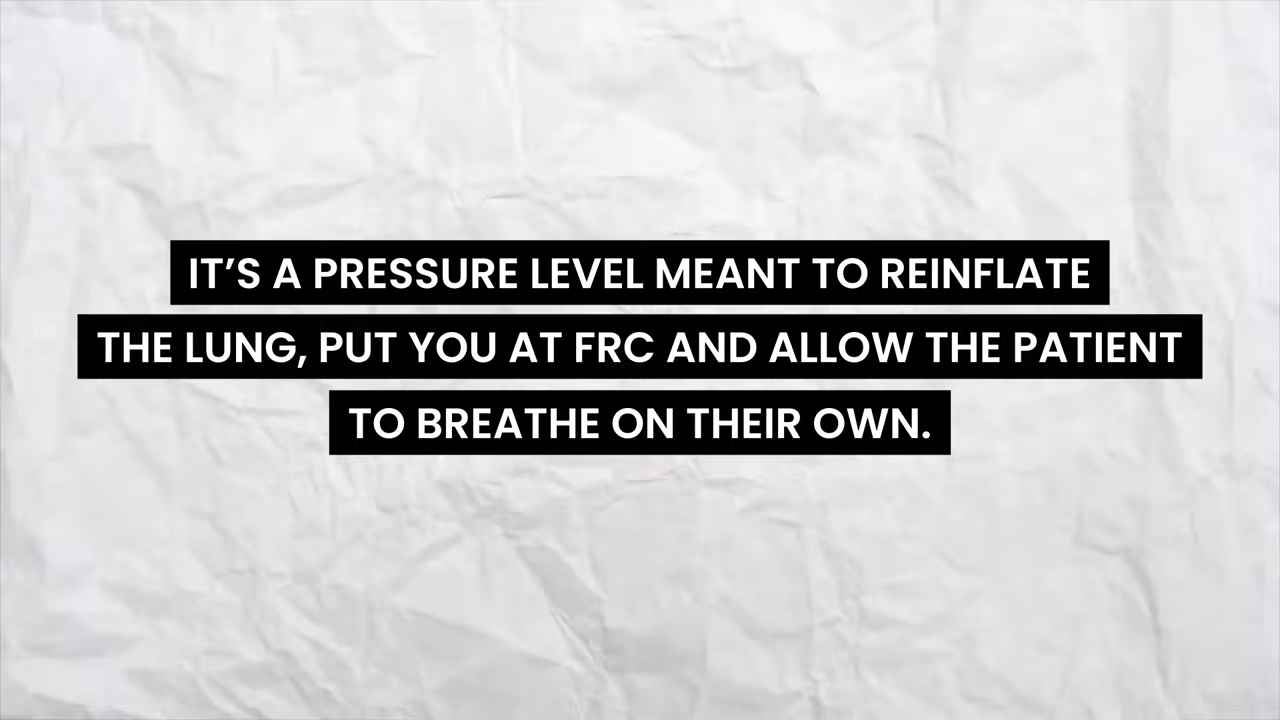 IT’S A PRESSURE LEVEL MEANT TO REINFLATE
THE LUNG, PUT YOU AT FRC AND ALLOW THE PATIENT
TO BREATHE ON THEIR OWN.